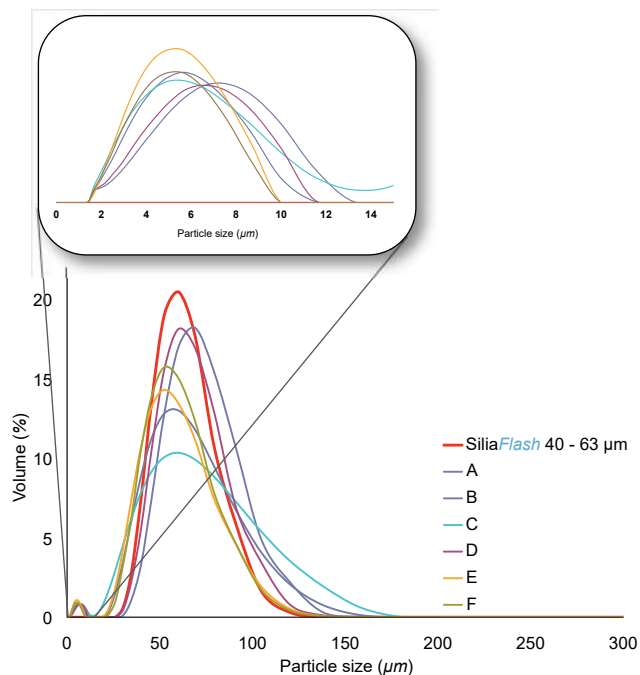 0 2 4 6 8 10 12 14
Particle size (µm)
20
15
10
5
0
Volume (%)
0 50 100 150 200 250 300
Particle size (µm)
SiliaFlash 40 - 63 µm
A
B
C
D
E
F